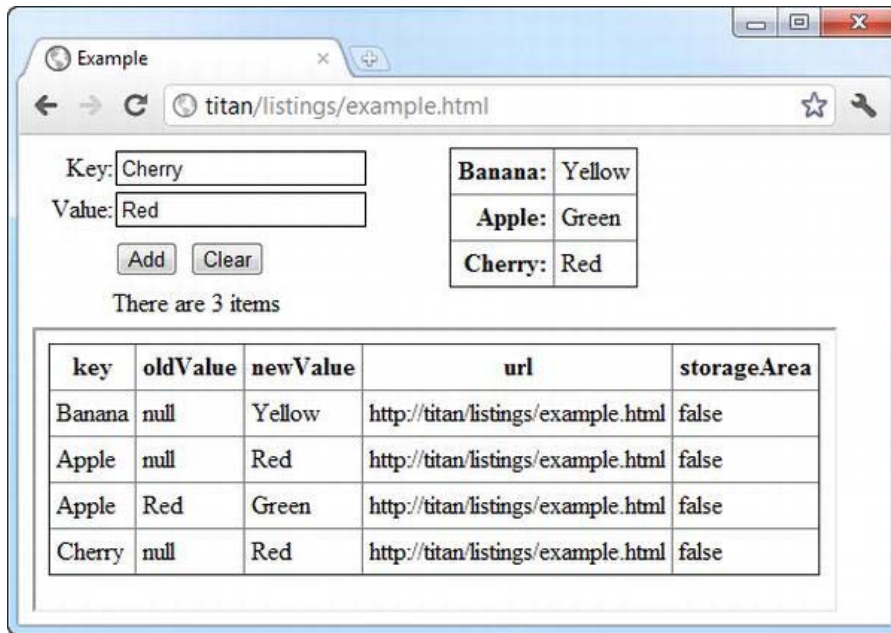 Example
titan/listings/example.html
Key: Cherry
Value: Red
Add Clear
There are 3 items
Banana: Yellow
Apple: Green
Cherry: Red
key oldValue newValue url storageArea
Banana null Yellow http://titan/listings/example.html false
Apple null Red http://titan/listings/example.html false
Apple Red Green http://titan/listings/example.html false
Cherry null Red http://titan/listings/example.html false